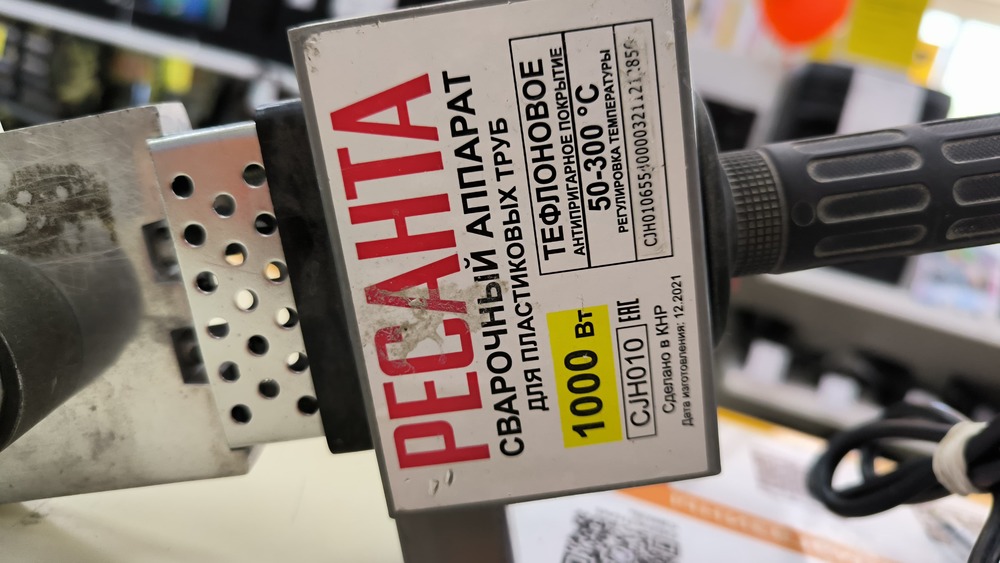 РЕСАНТА
СВАРОЧНЫЙ АППАРАТ
ДЛЯ ПЛАСТИКОВЫХ ТРУБ
1000 Вт
CJH010 ЕАС
Сделано в КНР
Дата изготовления: 12.2021
ТЕФЛОНОВОЕ
АНТИПРИГАРНОЕ ПОКРЫТИЕ
50-300 °C
РЕГУЛИРОВКА ТЕМПЕРАТУРЫ